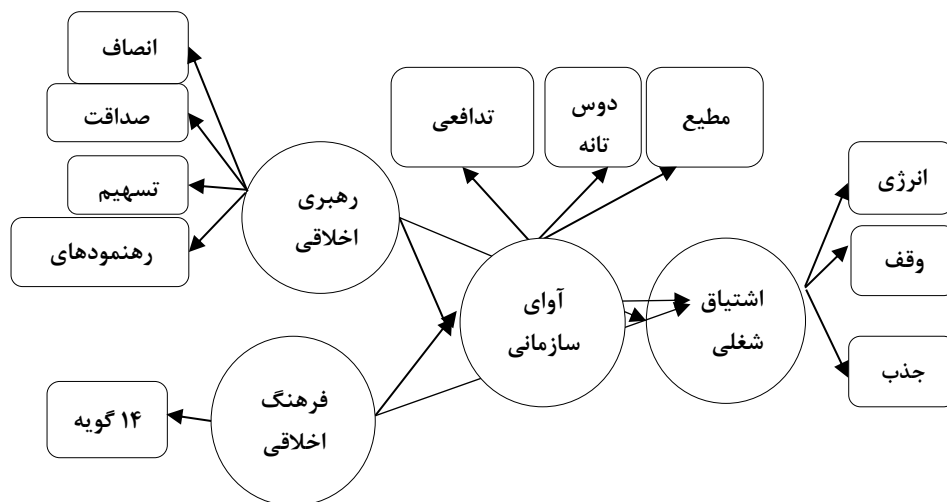 انصاف
صداقت
تسهیم
رهنمودهای
رهبری
اخلاقی
۱۴ گویه
فرهنگ
اخلاقی
تدافعی
دوس
تانه
مطیع
آوای
سازمانی
اشتیاق
شغلی
انرژی
وقف
جذب